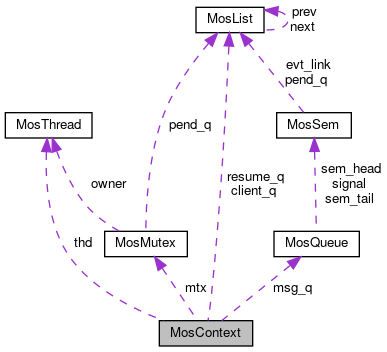 MosList
prev
next
evt_link
pend_q
MosThread
pend_q
MosSem
owner
resume_q
client_q
sem_head
signal
sem_tail
thd
MosMutex
MosQueue
mtx
msg_q
MosContext